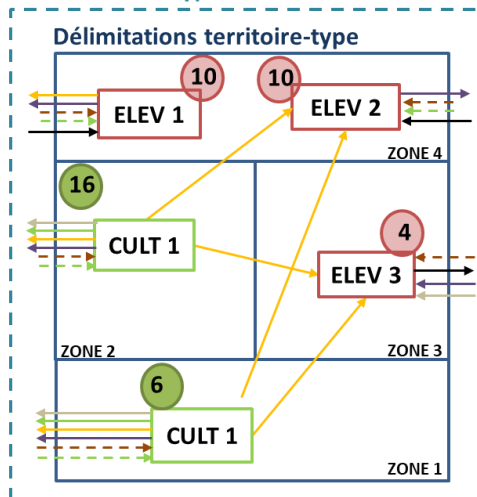 Délimitations territoire-type
10
10
ELEV 1
ELEV 2
ZONE 4
16
CULT 1
4
ELEV 3
ZONE 2
ZONE 3
6
CULT 1
ZONE 1